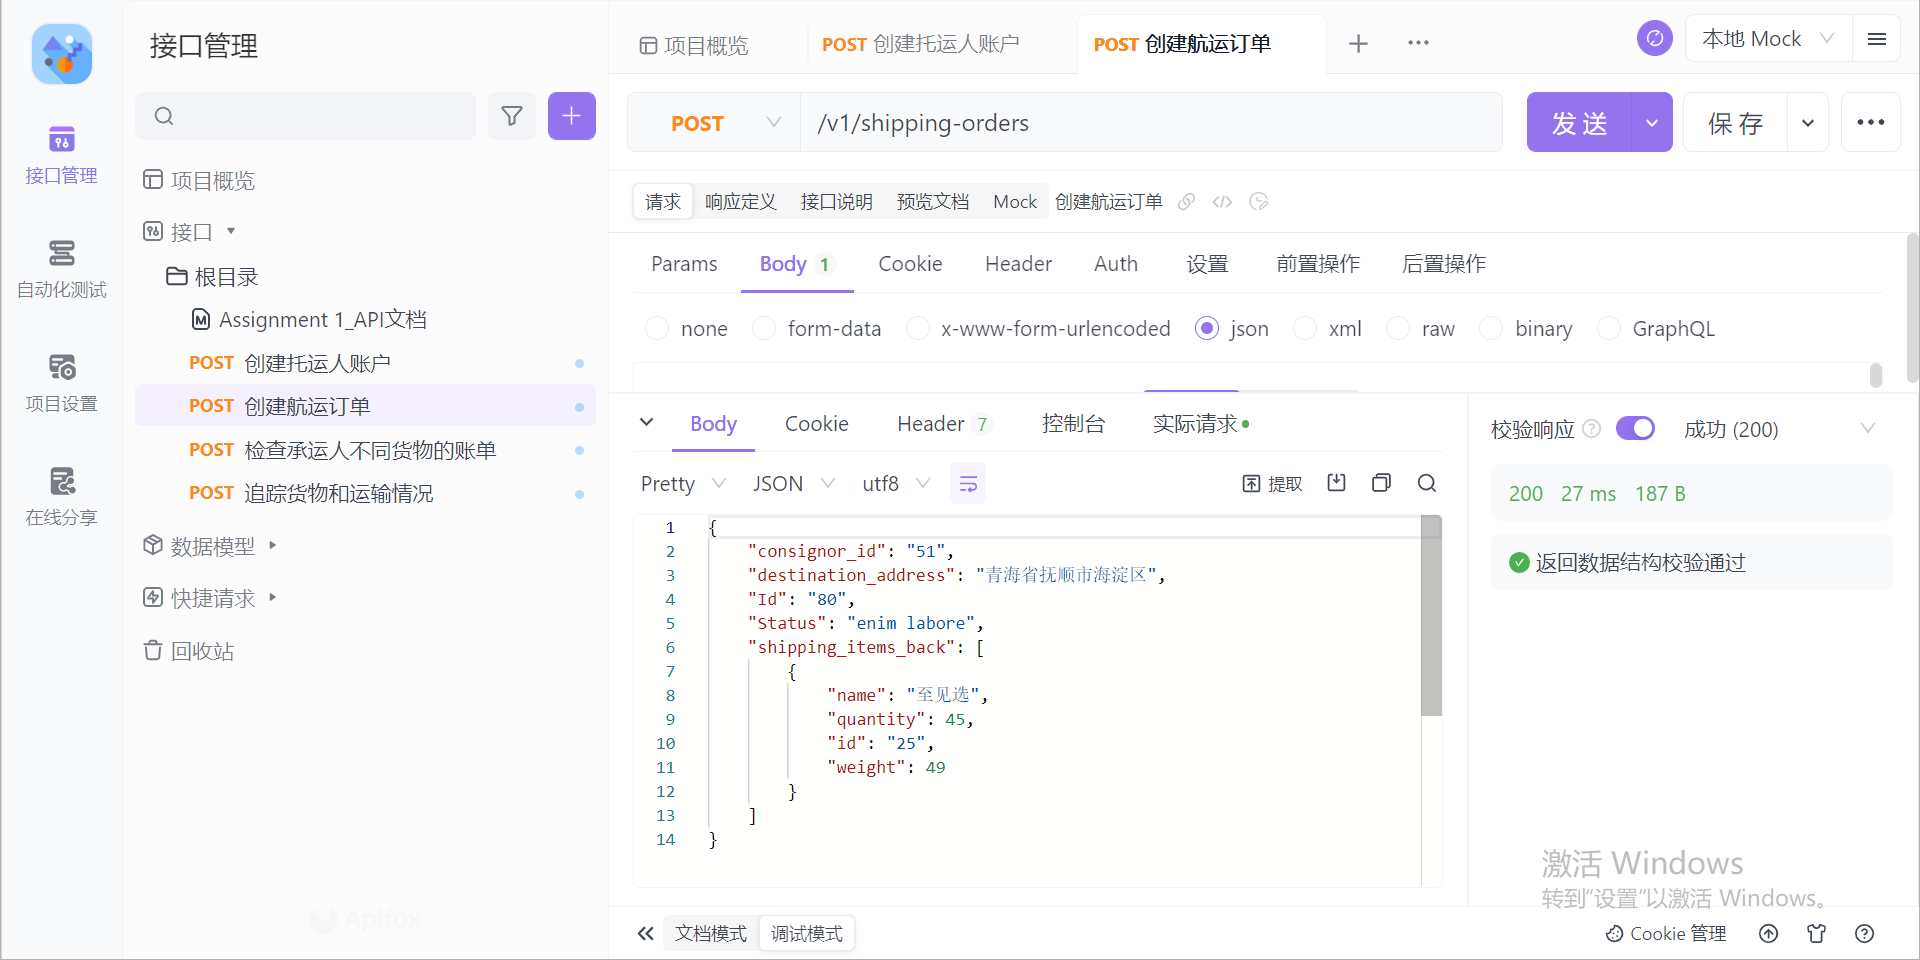 接口管理
自动化测试
项目设置
在线分享
接口管理
项目概览
接口
根目录
Assignment 1_API文档
POST 创建托运人账户
POST 创建航运订单
POST 检查承运人不同货物的账单
POST 追踪货物和运输情况
数据模型
快捷请求
回收站
Apifox
项目概览 POST 创建托运人账户 POST 创建航运订单 本地 Mock
POST /v1/shipping-orders 发 送 保 存
请求 响应定义 接口说明 预览文档 Mock 创建航运订单
Params Body 1 Cookie Header Auth 设置 前置操作 后置操作
none form-data x-www-form-urlencoded json xml raw binary GraphQL
Body Cookie Header 7 控制台 实际请求
Pretty JSON utf8 提取
1 {
2 "consignor_id": "51",
3 "destination_address": "青海省抚顺市海淀区",
4 "Id": "80",
5 "Status": "enim labore",
6 "shipping_items_back": [
7 {
8 "name": "至见选",
9 "quantity": 45,
10 "id": "25",
11 "weight": 49
12 }
13 ]
14 }
校验响应 成功 (200)
200 27 ms 187 B
返回数据结构校验通过
激活 Windows
转到“设置”以激活 Windows。
文档模式 调试模式 Cookie 管理